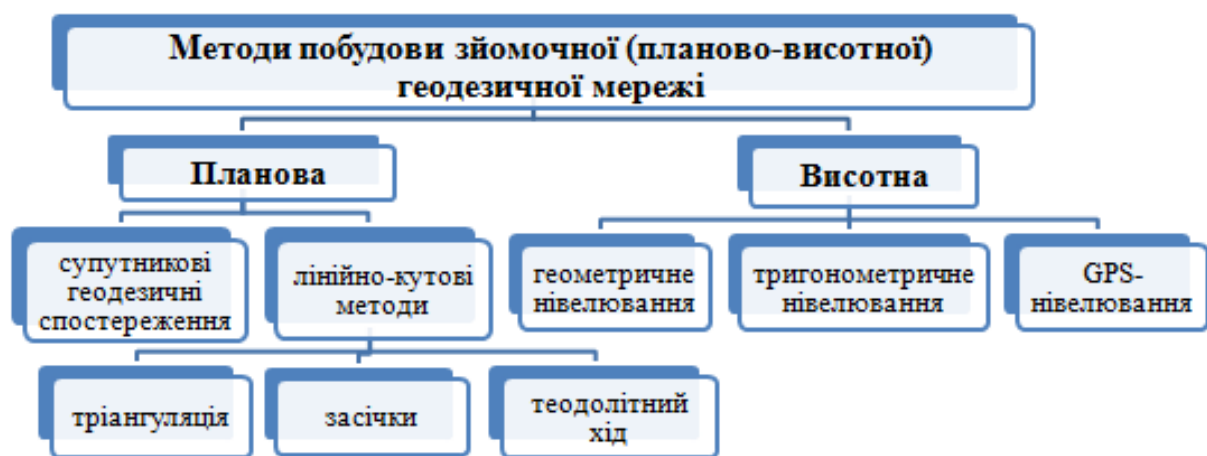 Методи побудови зйомочної (планово-висотної)
геодезичної мережі
Планова
Висотна
супутникові
геодезичні
спостереження
лінійно-кутові
методи
геометричне
нівелювання
тригонометричне
нівелювання
GPS-
нівелювання
тріангуляція
засічки
теодолітний
хід